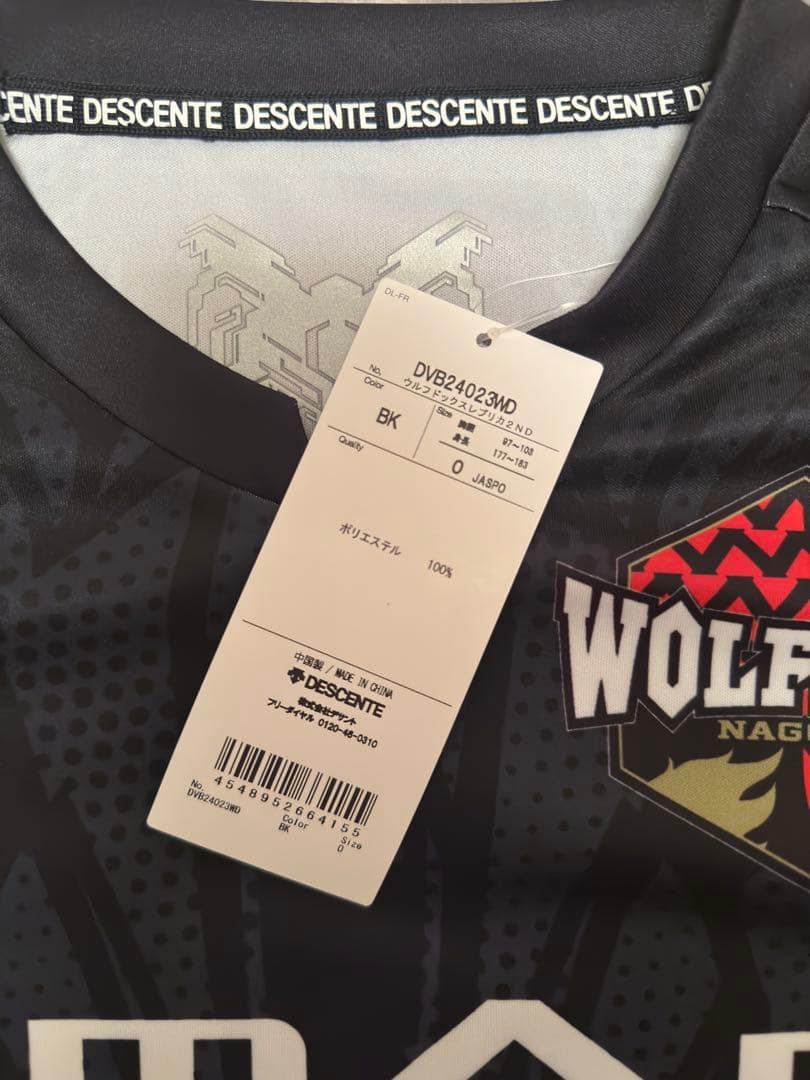 CENTE DESCENTE DESCENTE DESCENTE DESCENTE D
DL-FR
No. DVB24023WD
ウルフドックスレプリカ2ND
Color BK
Size 胸囲 97~103
身長 177~183
O JASPO
Quality
ポリエステル 100%
中国製 / MADE IN CHINA
DESCENTE
株式会社デサント
フリーダイヤル 0120-46-0310
4548952664155
No. Color Size
DVB24023WD BK O
WOLF
NAG